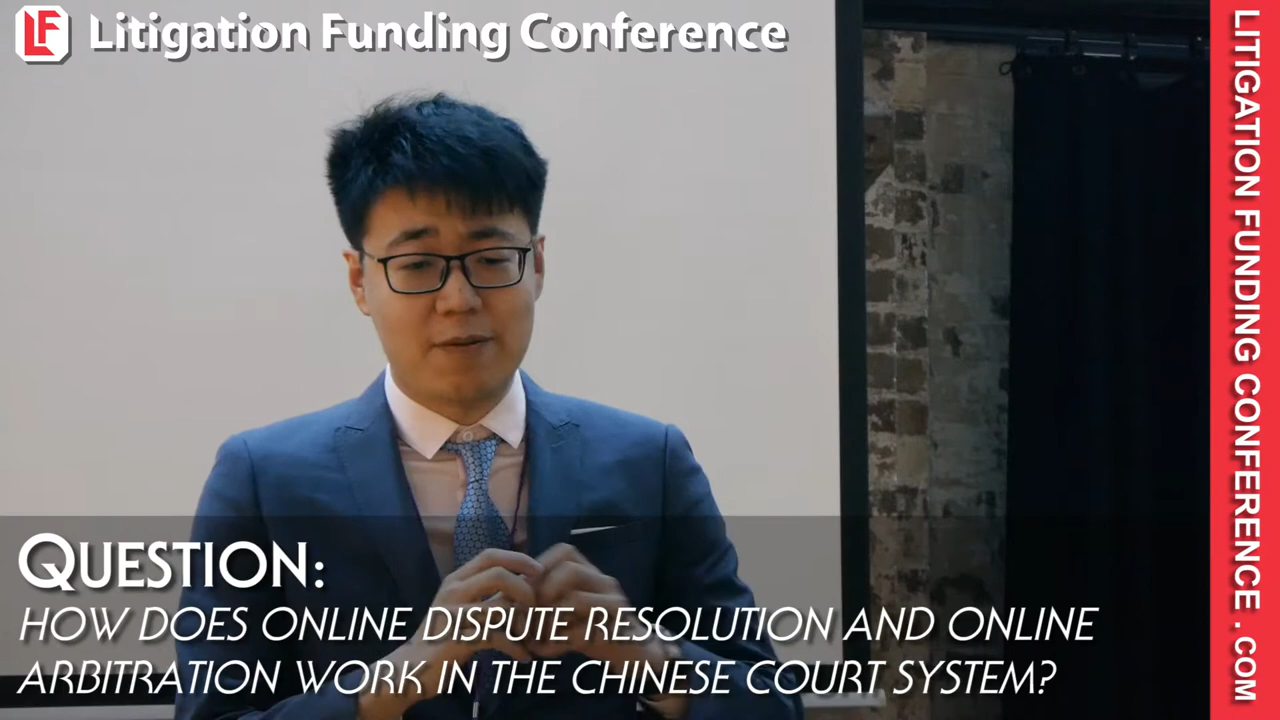 LF Litigation Funding Conference
QUESTION:
HOW DOES ONLINE DISPUTE RESOLUTION AND ONLINE
ARBITRATION WORK IN THE CHINESE COURT SYSTEM?
LITIGATION FUNDING CONFERENCE . COM